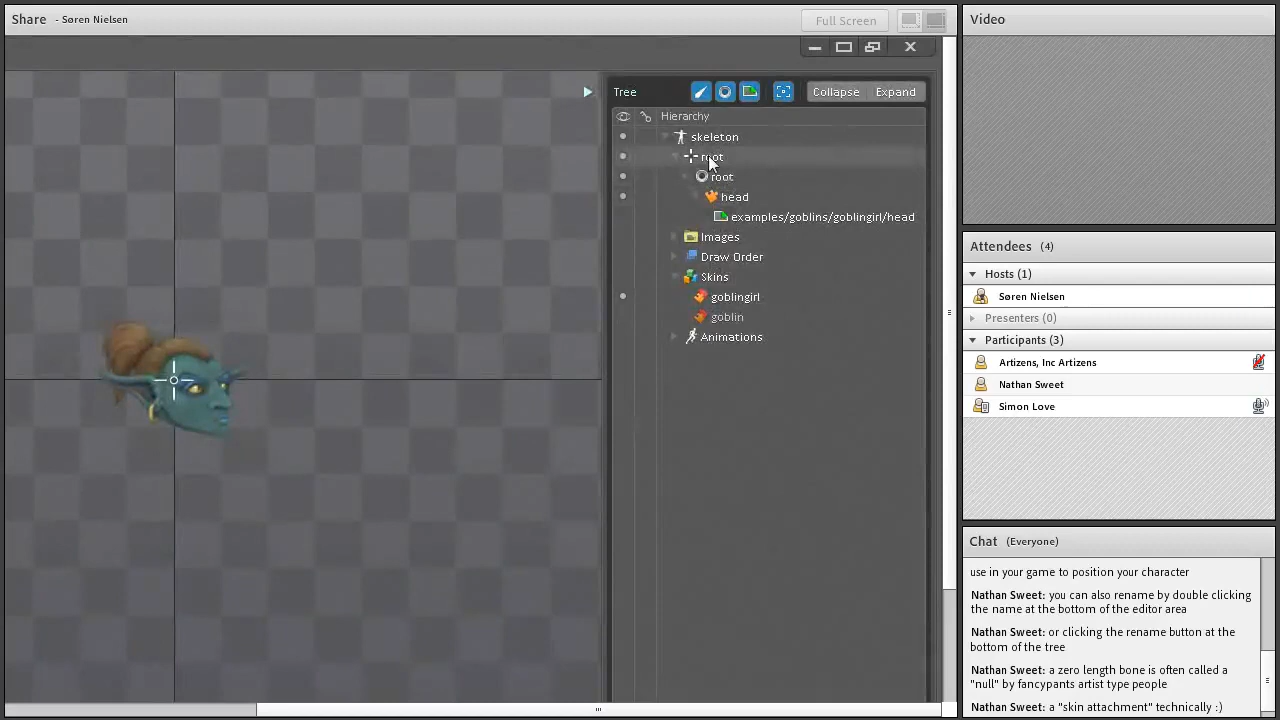 Share - Søren Nielsen
Full Screen
Tree
Collapse
Expand
Hierarchy
skeleton
root
root
head
examples/goblins/goblingirl/head
Images
Draw Order
Skins
goblingirl
goblin
Animations
Video
Attendees (4)
Hosts (1)
Søren Nielsen
Presenters (0)
Participants (3)
Artizens, Inc Artizens
Nathan Sweet
Simon Love
Chat (Everyone)
use in your game to position your character
Nathan Sweet: you can also rename by double clicking
the name at the bottom of the editor area
Nathan Sweet: or clicking the rename button at the
bottom of the tree
Nathan Sweet: a zero length bone is often called a
"null" by fancypants artist type people
Nathan Sweet: a "skin attachment" technically :)